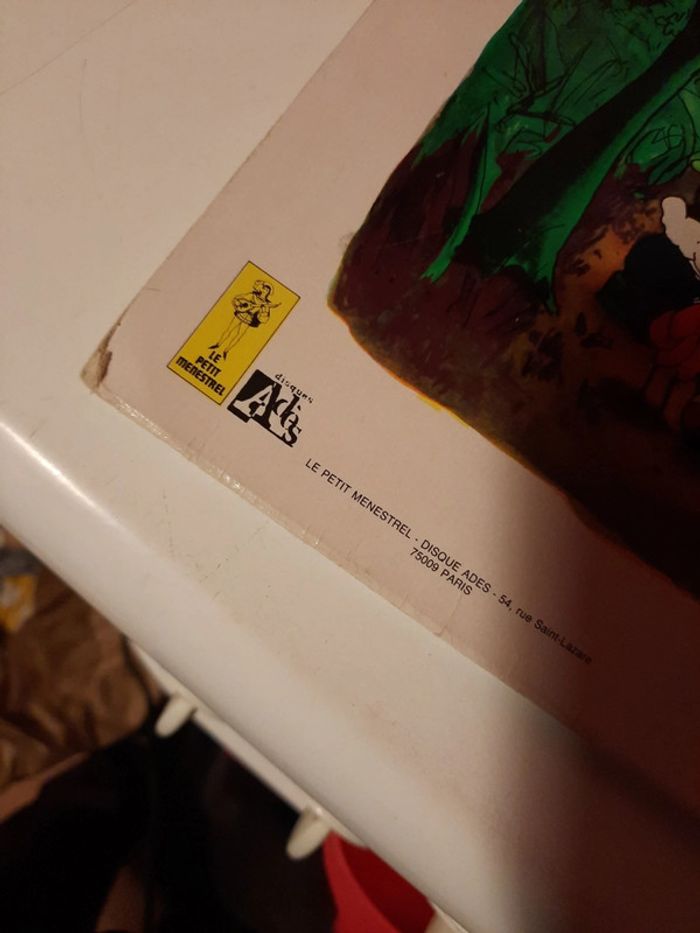 LE
PETIT
MENESTREL
disques
Adès
LE PETIT MENESTREL - DISQUE ADES - 54, rue Saint-Lazare
75009 PARIS